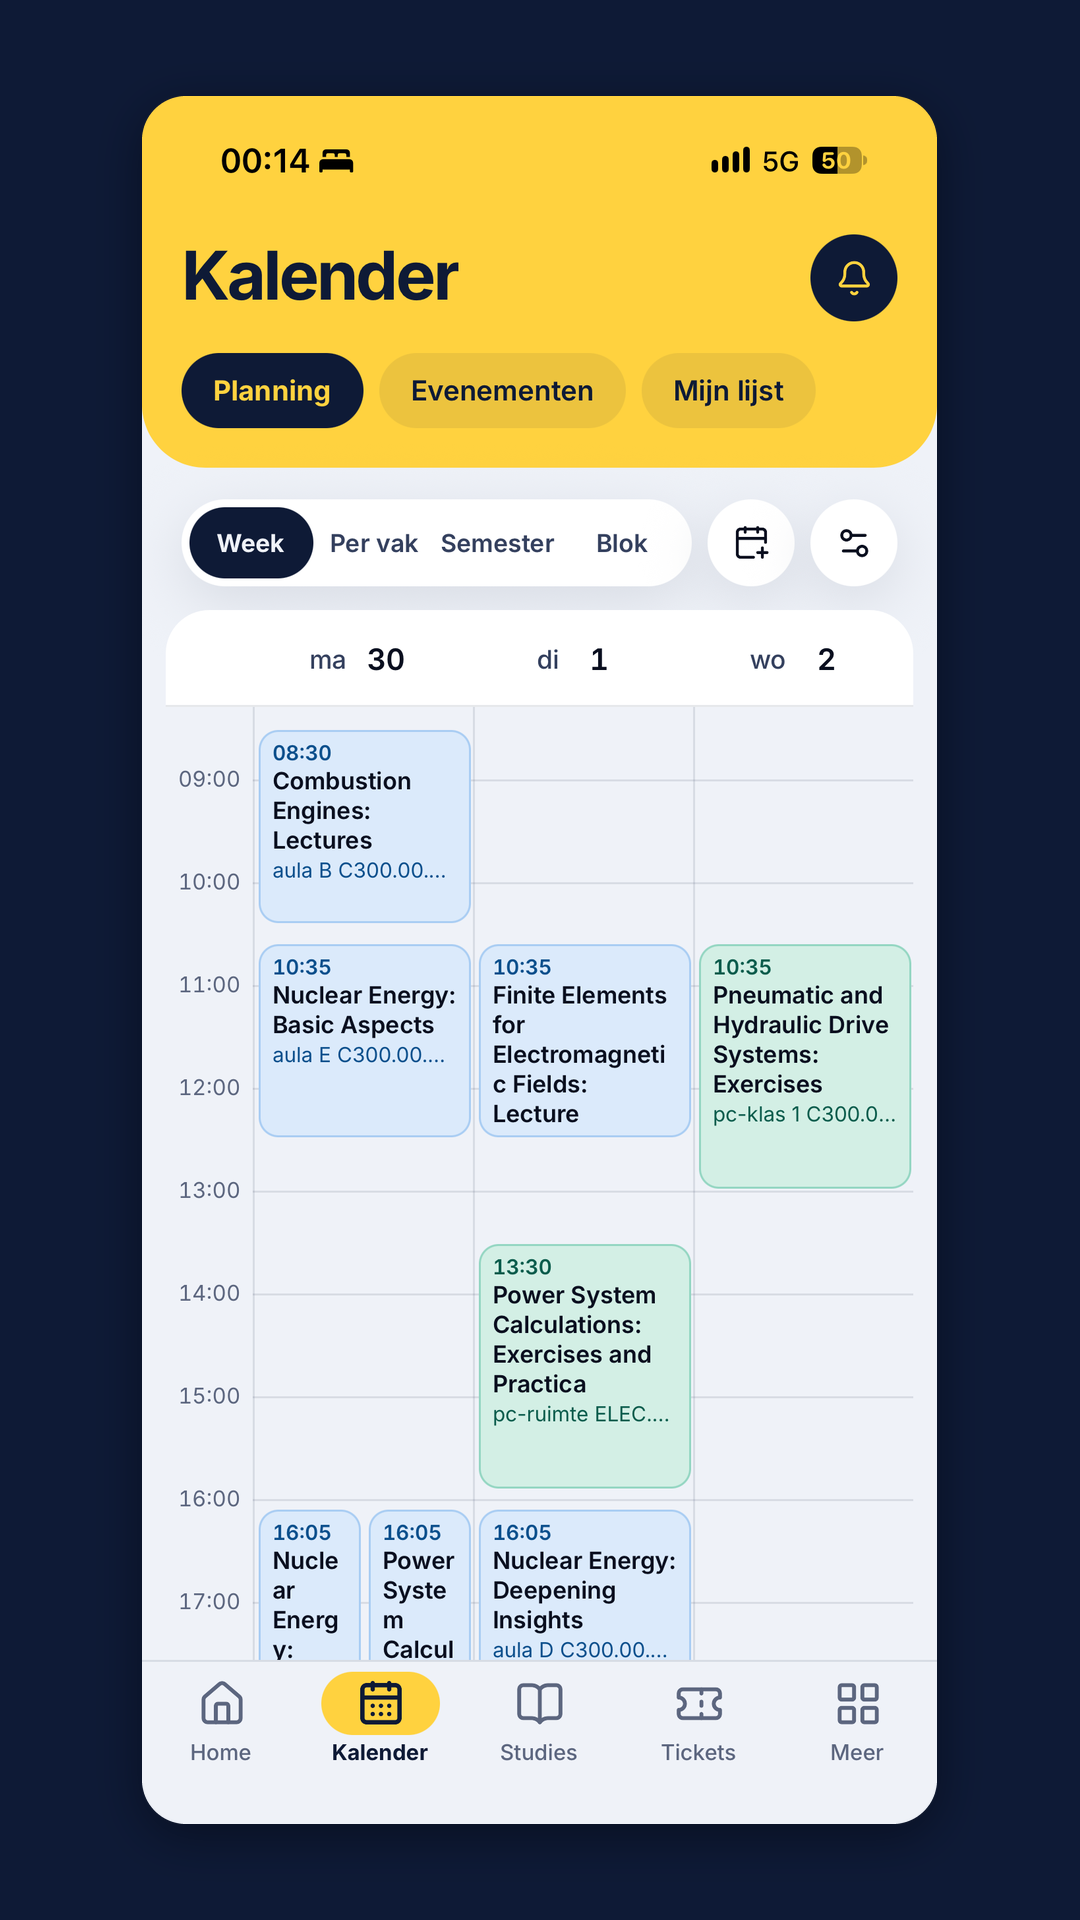 00:14
5G 50
Kalender
Planning Evenementen Mijn lijst
Week Per vak Semester Blok
ma 30 di 1 wo 2
09:00
10:00
11:00
12:00
13:00
14:00
15:00
16:00
17:00
08:30
Combustion
Engines:
Lectures
aula B C300.00....
10:35
Nuclear Energy:
Basic Aspects
aula E C300.00....
16:05
Nucle
ar
Energ
y:
16:05
Power
Syste
m
Calcul
10:35
Finite Elements
for
Electromagneti
c Fields:
Lecture
13:30
Power System
Calculations:
Exercises and
Practica
pc-ruimte ELEC....
16:05
Nuclear Energy:
Deepening
Insights
aula D C300.00....
10:35
Pneumatic and
Hydraulic Drive
Systems:
Exercises
pc-klas 1 C300.0...
Home Kalender Studies Tickets Meer